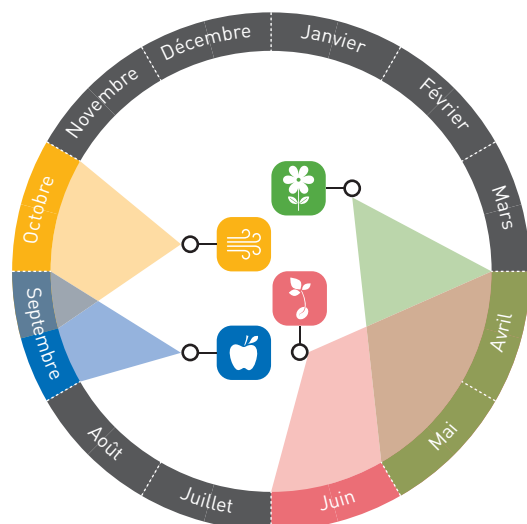 Janvier
Février
Mars
Avril
Mai
Juin
Juillet
Août
Septembre
Octobre
Novembre
Décembre